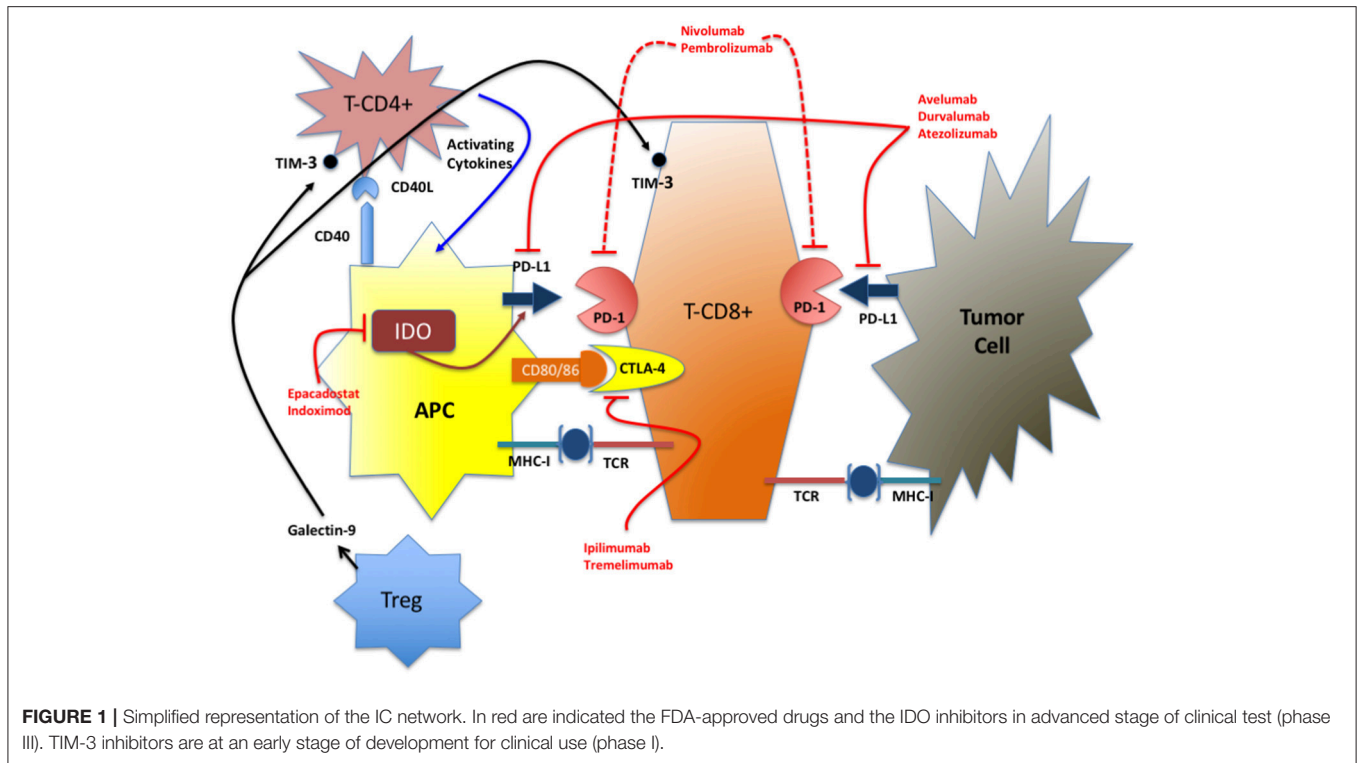 Nivolumab
Pembrolizumab
T-CD4+
Avelumab
Durvalumab
Atezolizumab
Activating
Cytokines
TIM-3
CD40L
TIM-3
CD40
PD-L1
PD-1
T-CD8+
PD-1
PD-L1
Tumor
Cell
IDO
CD80/86
CTLA-4
Epacadostat
Indoximod
APC
MHC-I
TCR
TCR
MHC-I
Galectin-9
Ipilimumab
Tremelimumab
Treg
FIGURE 1 | Simplified representation of the IC network. In red are indicated the FDA-approved drugs and the IDO inhibitors in advanced stage of clinical test (phase
III). TIM-3 inhibitors are at an early stage of development for clinical use (phase I).